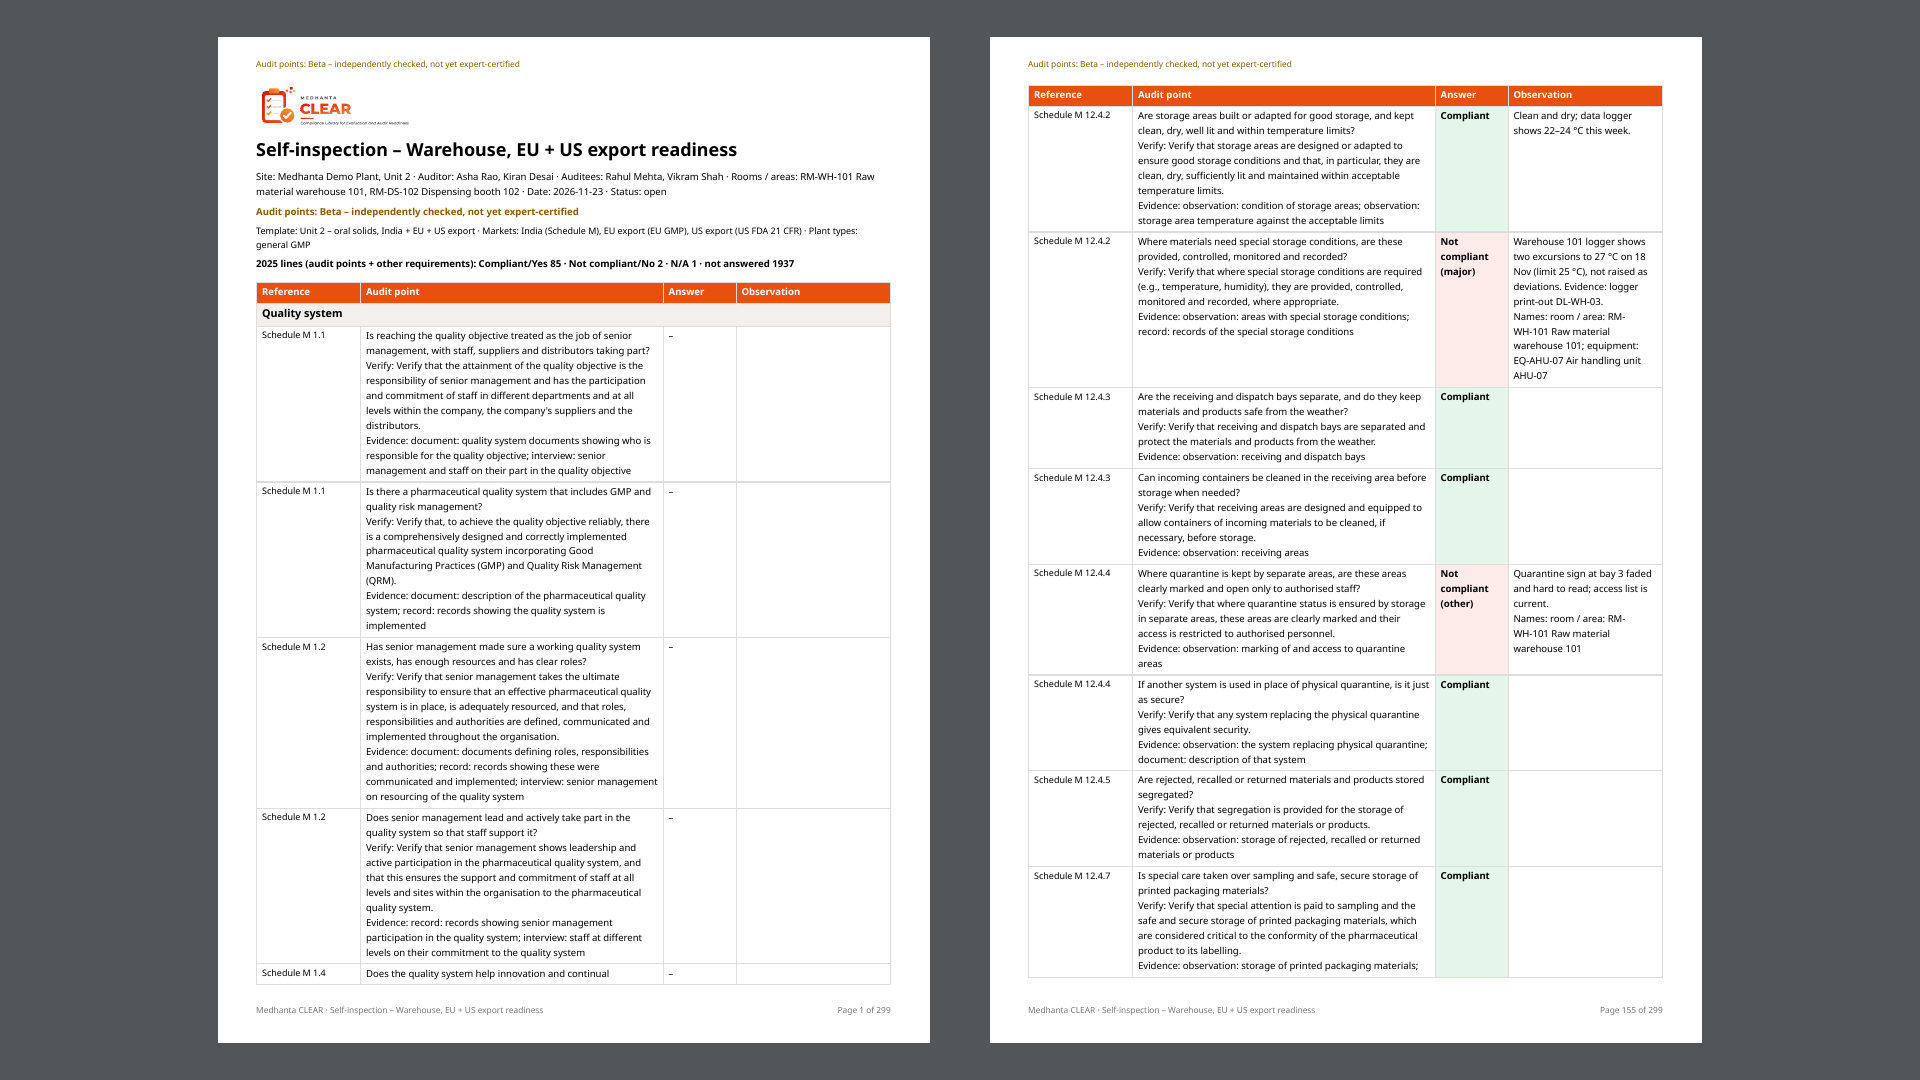 Audit points: Beta – independently checked, not yet expert-certified
MEDHANTA
CLEAR
Compliance Library for Evaluation and Audit Readiness
Self-inspection – Warehouse, EU + US export readiness
Site: Medhanta Demo Plant, Unit 2 · Auditor: Asha Rao, Kiran Desai · Auditees: Rahul Mehta, Vikram Shah · Rooms / areas: RM-WH-101 Raw
material warehouse 101, RM-DS-102 Dispensing booth 102 · Date: 2026-11-23 · Status: open
Audit points: Beta – independently checked, not yet expert-certified
Template: Unit 2 – oral solids, India + EU + US export · Markets: India (Schedule M), EU export (EU GMP), US export (US FDA 21 CFR) · Plant types:
general GMP
2025 lines (audit points + other requirements): Compliant/Yes 85 · Not compliant/No 2 · N/A 1 · not answered 1937
Reference Audit point Answer Observation
Quality system
Schedule M 1.1 Is reaching the quality objective treated as the job of senior –
management, with staff, suppliers and distributors taking part?
Verify: Verify that the attainment of the quality objective is the
responsibility of senior management and has the participation
and commitment of staff in different departments and at all
levels within the company, the company's suppliers and the
distributors.
Evidence: document: quality system documents showing who is
responsible for the quality objective; interview: senior
management and staff on their part in the quality objective
Schedule M 1.1 Is there a pharmaceutical quality system that includes GMP and –
quality risk management?
Verify: Verify that, to achieve the quality objective reliably, there
is a comprehensively designed and correctly implemented
pharmaceutical quality system incorporating Good
Manufacturing Practices (GMP) and Quality Risk Management
(QRM).
Evidence: document: description of the pharmaceutical quality
system; record: records showing the quality system is
implemented
Schedule M 1.2 Has senior management made sure a working quality system –
exists, has enough resources and has clear roles?
Verify: Verify that senior management takes the ultimate
responsibility to ensure that an effective pharmaceutical quality
system is in place, is adequately resourced, and that roles,
responsibilities and authorities are defined, communicated and
implemented throughout the organisation.
Evidence: document: documents defining roles, responsibilities
and authorities; record: records showing these were
communicated and implemented; interview: senior management
on resourcing of the quality system
Schedule M 1.2 Does senior management lead and actively take part in the –
quality system so that staff support it?
Verify: Verify that senior management shows leadership and
active participation in the pharmaceutical quality system, and
that this ensures the support and commitment of staff at all
levels and sites within the organisation to the pharmaceutical
quality system.
Evidence: record: records showing senior management
participation in the quality system; interview: staff at different
levels on their commitment to the quality system
Schedule M 1.4 Does the quality system help innovation and continual –
Medhanta CLEAR · Self-inspection – Warehouse, EU + US export readiness Page 1 of 299
Audit points: Beta – independently checked, not yet expert-certified
Reference Audit point Answer Observation
Schedule M 12.4.2 Are storage areas built or adapted for good storage, and kept Compliant Clean and dry; data logger
clean, dry, well lit and within temperature limits? shows 22–24 °C this week.
Verify: Verify that storage areas are designed or adapted to
ensure good storage conditions and that, in particular, they are
clean, dry, sufficiently lit and maintained within acceptable
temperature limits.
Evidence: observation: condition of storage areas; observation:
storage area temperature against the acceptable limits
Schedule M 12.4.2 Where materials need special storage conditions, are these Not Warehouse 101 logger shows
provided, controlled, monitored and recorded? compliant two excursions to 27 °C on 18
Verify: Verify that where special storage conditions are required (major) Nov (limit 25 °C), not raised as
(e.g., temperature, humidity), they are provided, controlled, deviations. Evidence: logger
monitored and recorded, where appropriate. print-out DL-WH-03.
Evidence: observation: areas with special storage conditions; Names: room / area: RM-
record: records of the special storage conditions WH-101 Raw material
warehouse 101; equipment:
EQ-AHU-07 Air handling unit
AHU-07
Schedule M 12.4.3 Are the receiving and dispatch bays separate, and do they keep Compliant
materials and products safe from the weather?
Verify: Verify that receiving and dispatch bays are separated and
protect the materials and products from the weather.
Evidence: observation: receiving and dispatch bays
Schedule M 12.4.3 Can incoming containers be cleaned in the receiving area before Compliant
storage when needed?
Verify: Verify that receiving areas are designed and equipped to
allow containers of incoming materials to be cleaned, if
necessary, before storage.
Evidence: observation: receiving areas
Schedule M 12.4.4 Where quarantine is kept by separate areas, are these areas Not Quarantine sign at bay 3 faded
clearly marked and open only to authorised staff? compliant and hard to read; access list is
Verify: Verify that where quarantine status is ensured by storage (other) current.
in separate areas, these areas are clearly marked and their Names: room / area: RM-
access is restricted to authorised personnel. WH-101 Raw material
Evidence: observation: marking of and access to quarantine warehouse 101
areas
Schedule M 12.4.4 If another system is used in place of physical quarantine, is it just Compliant
as secure?
Verify: Verify that any system replacing the physical quarantine
gives equivalent security.
Evidence: observation: the system replacing physical quarantine;
document: description of that system
Schedule M 12.4.5 Are rejected, recalled or returned materials and products stored Compliant
segregated?
Verify: Verify that segregation is provided for the storage of
rejected, recalled or returned materials or products.
Evidence: observation: storage of rejected, recalled or returned
materials or products
Schedule M 12.4.7 Is special care taken over sampling and safe, secure storage of Compliant
printed packaging materials?
Verify: Verify that special attention is paid to sampling and the
safe and secure storage of printed packaging materials, which
are considered critical to the conformity of the pharmaceutical
product to its labelling.
Evidence: observation: storage of printed packaging materials;
Medhanta CLEAR · Self-inspection – Warehouse, EU + US export readiness Page 155 of 299